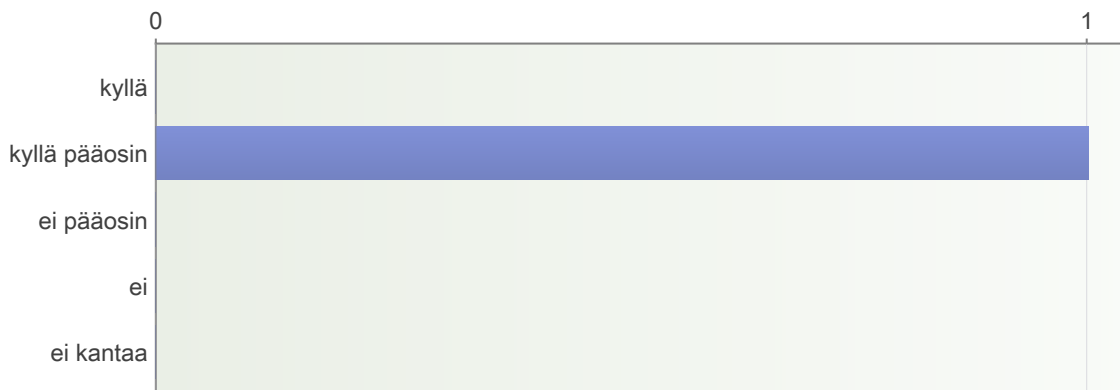 0 1
kyllä
kyllä pääosin
ei pääosin
ei
ei kantaa